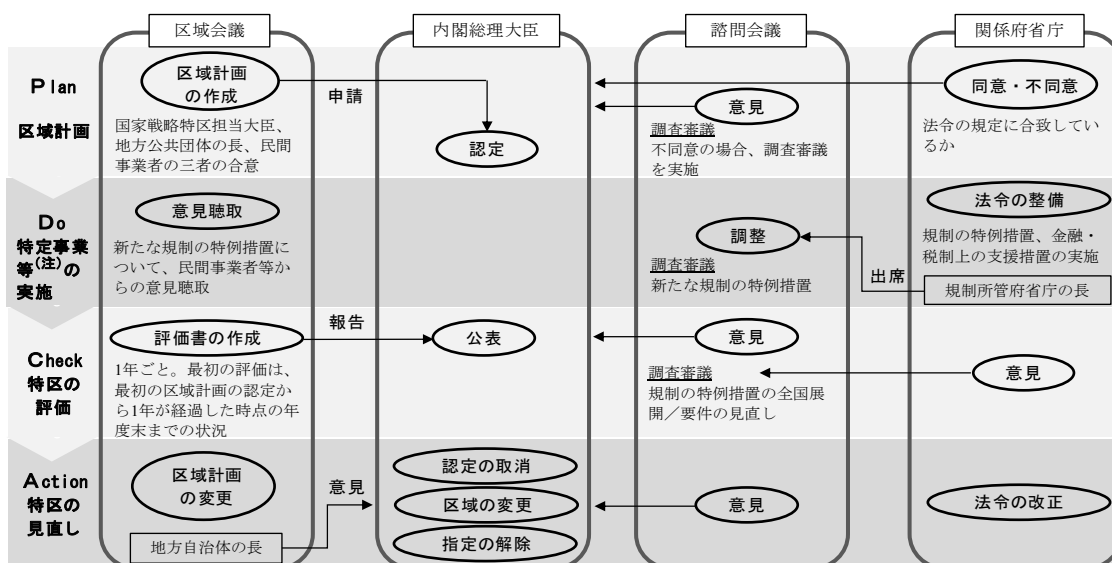 区域会議
内閣総理大臣
諮問会議
関係府省庁
Plan
区域計画
区域計画
の作成
申請
国家戦略特区担当大臣、
地方公共団体の長、民間
事業者の三者の合意
認定
意見
調査審議
不同意の場合、調査審議
を実施
同意・不同意
法令の規定に合致してい
るか
Do
特定事業
等(注)の
実施
意見聴取
新たな規制の特例措置に
ついて、民間事業者等か
らの意見聴取
調整
調査審議
新たな規制の特例措置
法令の整備
規制の特例措置、金融・
税制上の支援措置の実施
出席
規制所管府省庁の長
Check
特区の
評価
評価書の作成
報告
1年ごと。最初の評価は、
最初の区域計画の認定か
ら1年が経過した時点の年
度末までの状況
公表
意見
調査審議
規制の特例措置の全国展
開／要件の見直し
意見
Action
特区の
見直し
区域計画
の変更
意見
地方自治体の長
認定の取消
区域の変更
指定の解除
意見
法令の改正